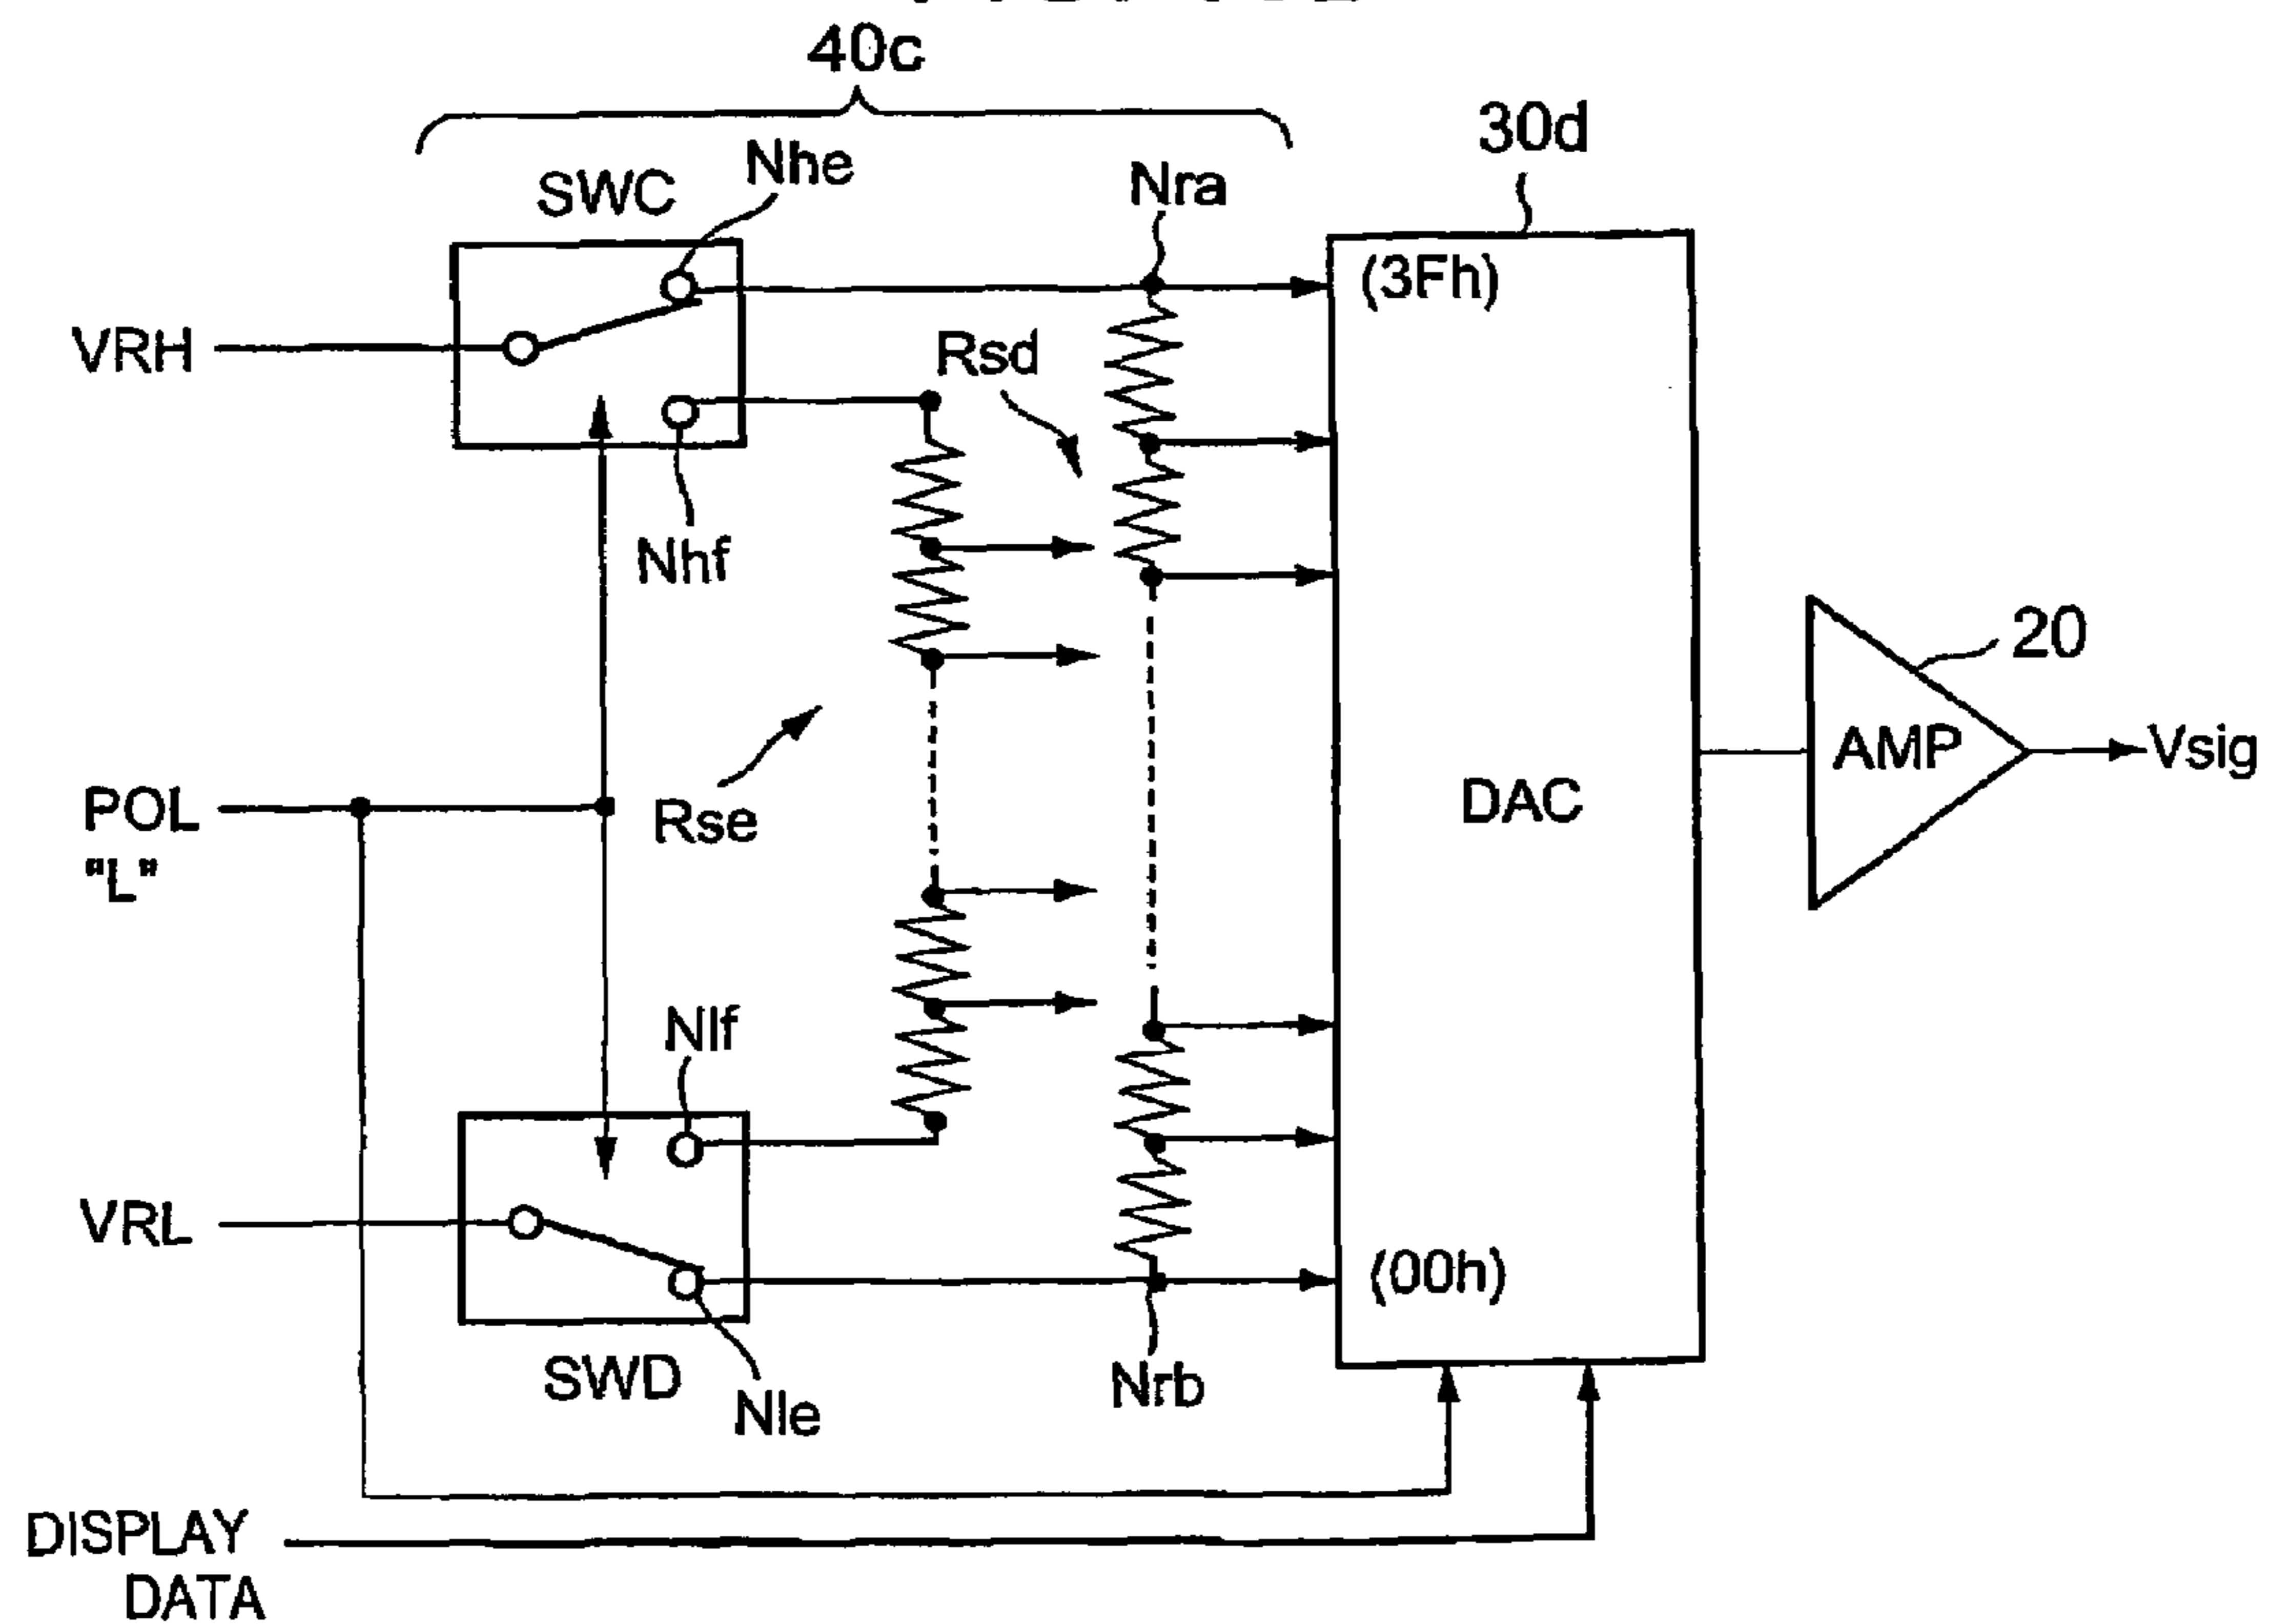 40c
30d
Nhe
Nra
SWC
(3Fh)
VRH
Rsd
Nhf
20
AMP
Vsig
POL
"L"
Rse
DAC
Nlf
VRL
(00h)
SWD
Nle
Nrb
DISPLAY
DATA